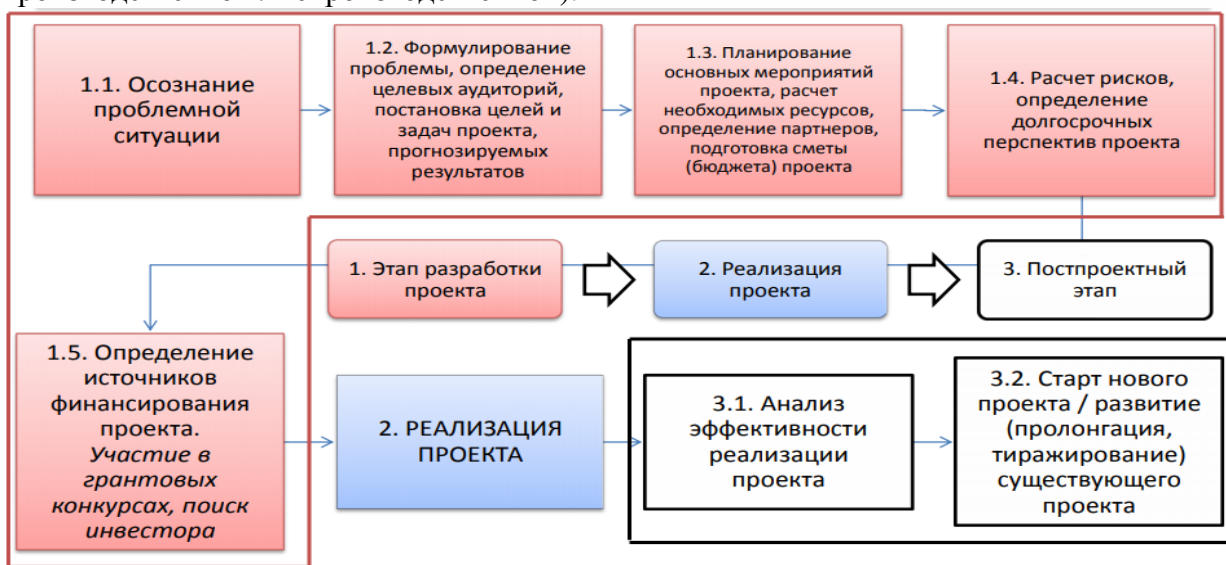 1.1. Осознание
проблемной
ситуации
1.2. Формулирование
проблемы, определение
целевых аудиторий,
постановка целей и
задач проекта,
прогнозируемых
результатов
1.3. Планирование
основных мероприятий
проекта, расчет
необходимых ресурсов,
определение партнеров,
подготовка сметы
(бюджета) проекта
1.4. Расчет рисков,
определение
долгосрочных
перспектив проекта
1. Этап разработки
проекта
2. Реализация
проекта
3. Постпроектный
этап
1.5. Определение
источников
финансирования
проекта.
Участие в
грантовых
конкурсах, поиск
инвестора
2. РЕАЛИЗАЦИЯ
ПРОЕКТА
3.1. Анализ
эффективности
реализации
проекта
3.2. Старт нового
проекта / развитие
(пролонгация,
тиражирование)
существующего
проекта